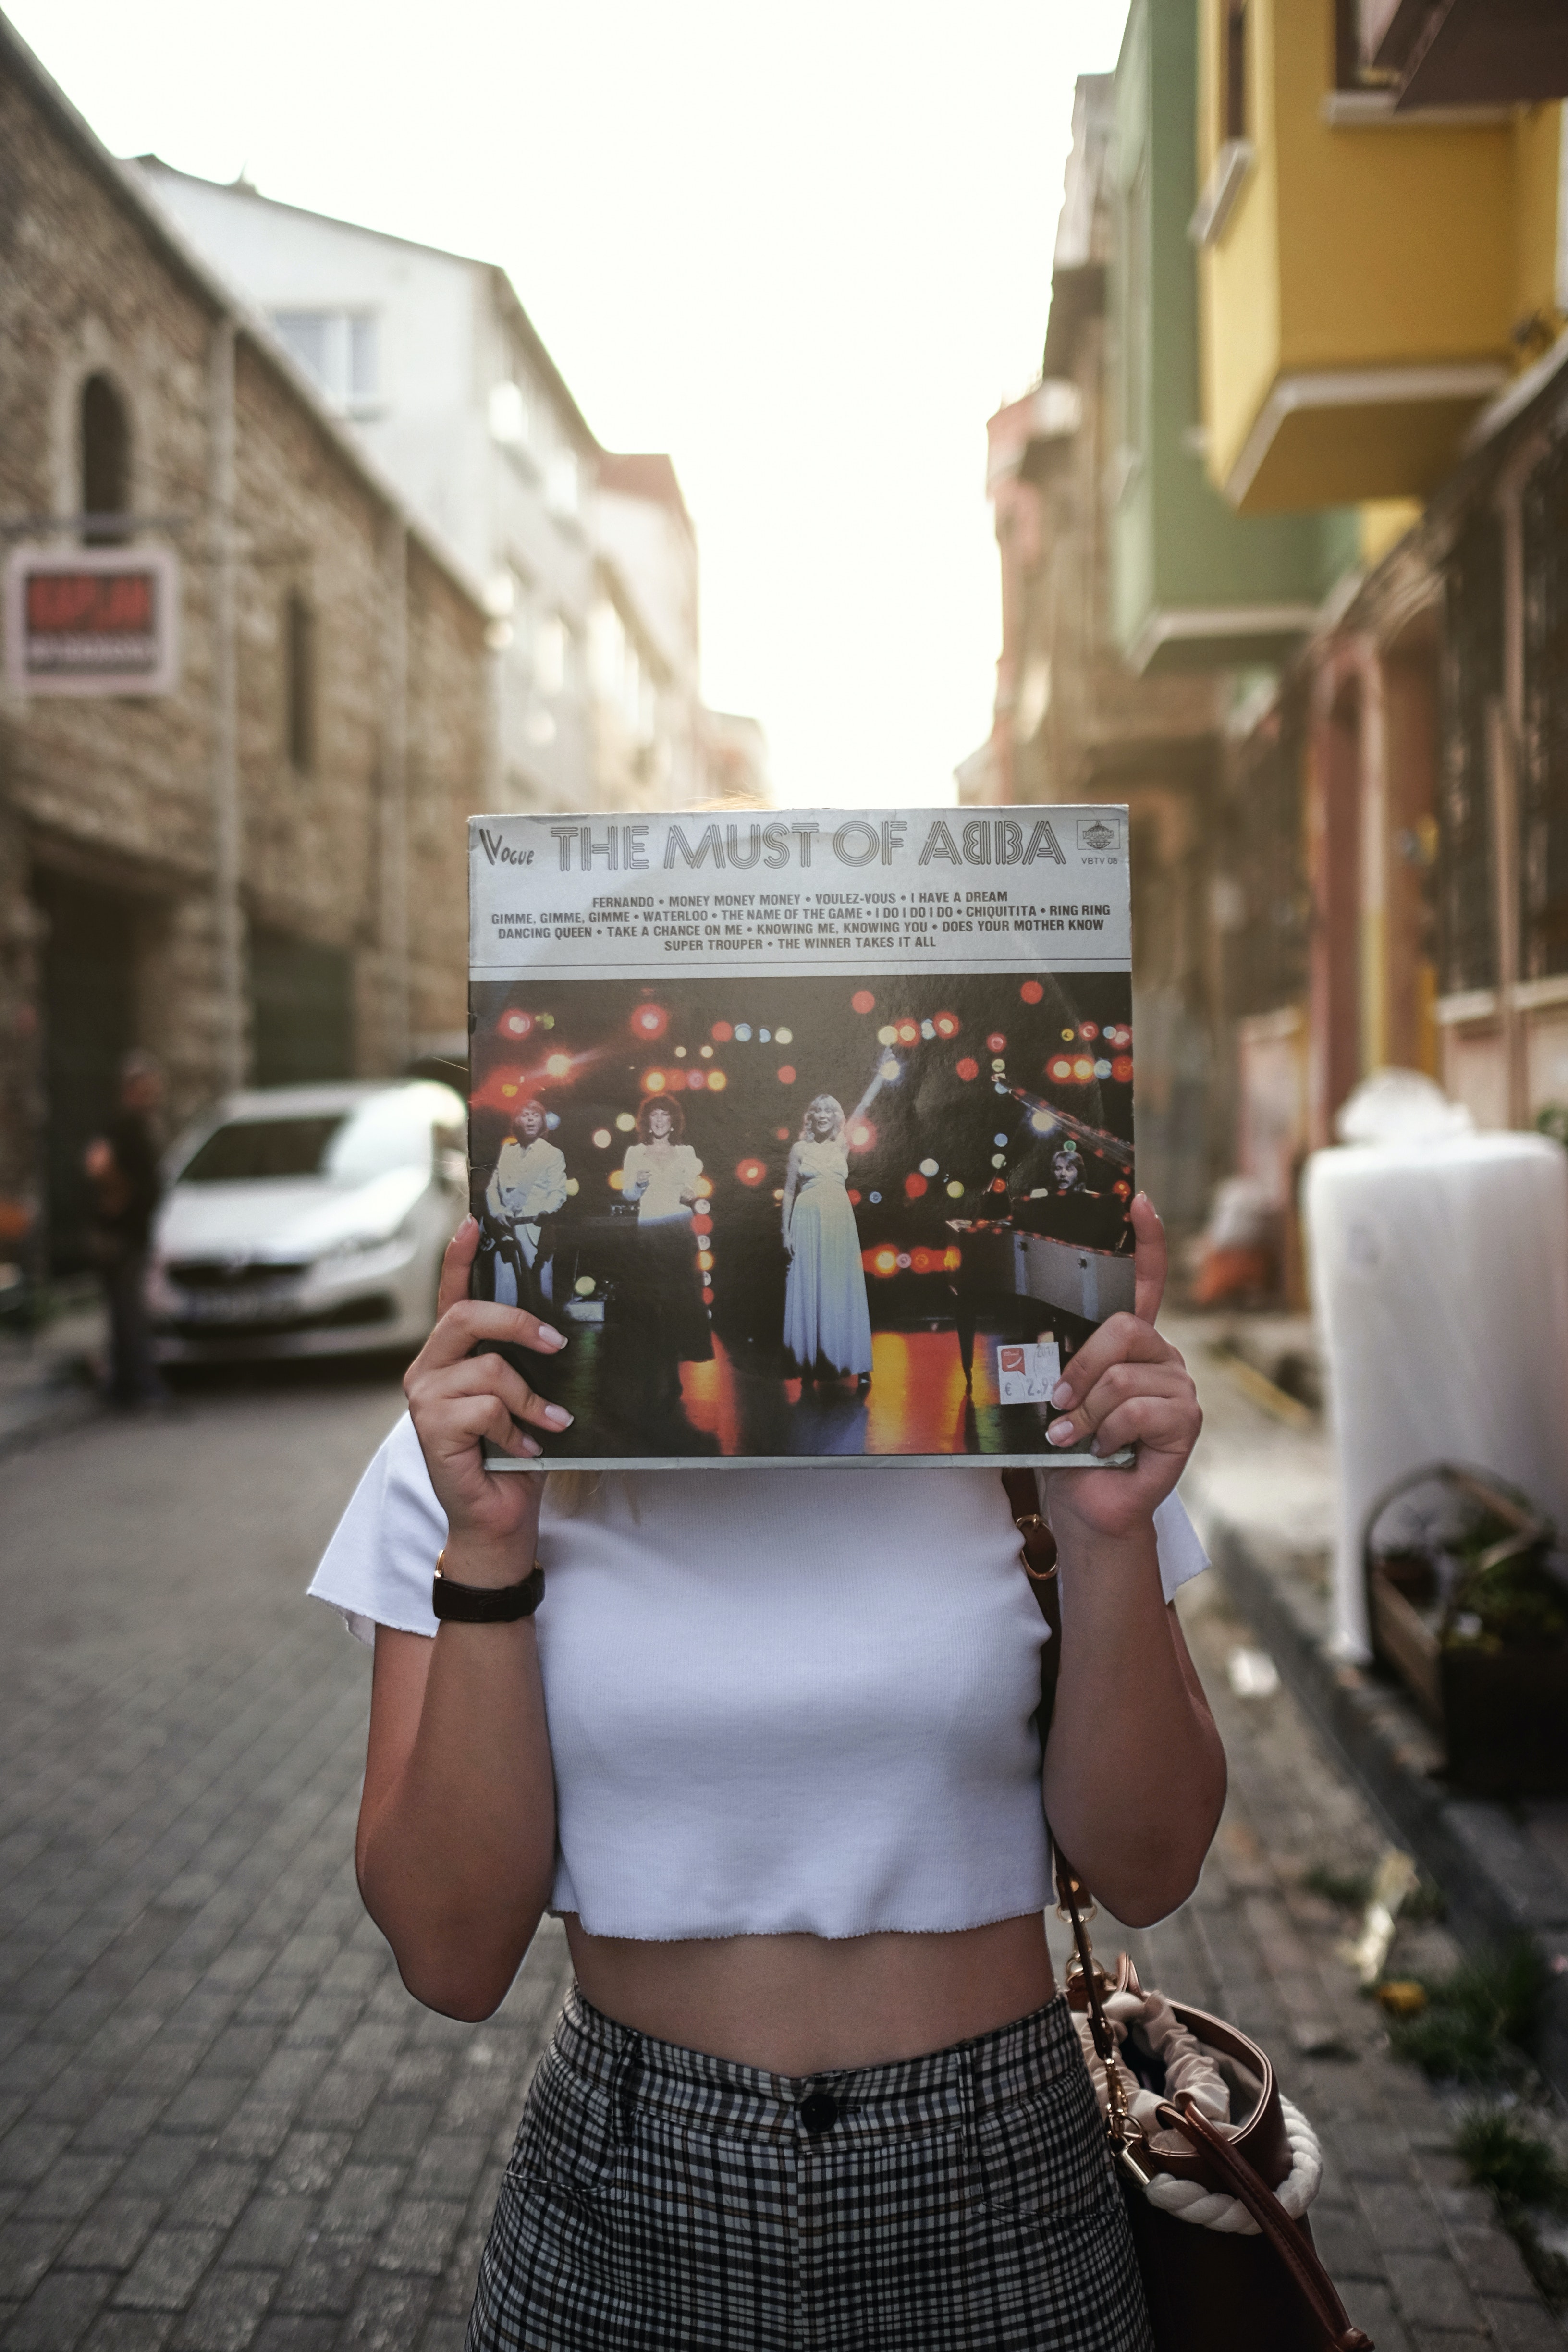 Vogue THE MUST OF ABBA
VBTV 08
FERNANDO • MONEY MONEY MONEY • VOULEZ-VOUS • I HAVE A DREAM
GIMME, GIMME, GIMME • WATERLOO • THE NAME OF THE GAME • I DO I DO I DO • CHIQUITITA • RING RING
DANCING QUEEN • TAKE A CHANCE ON ME • KNOWING ME, KNOWING YOU • DOES YOUR MOTHER KNOW
SUPER TROUPER • THE WINNER TAKES IT ALL
€